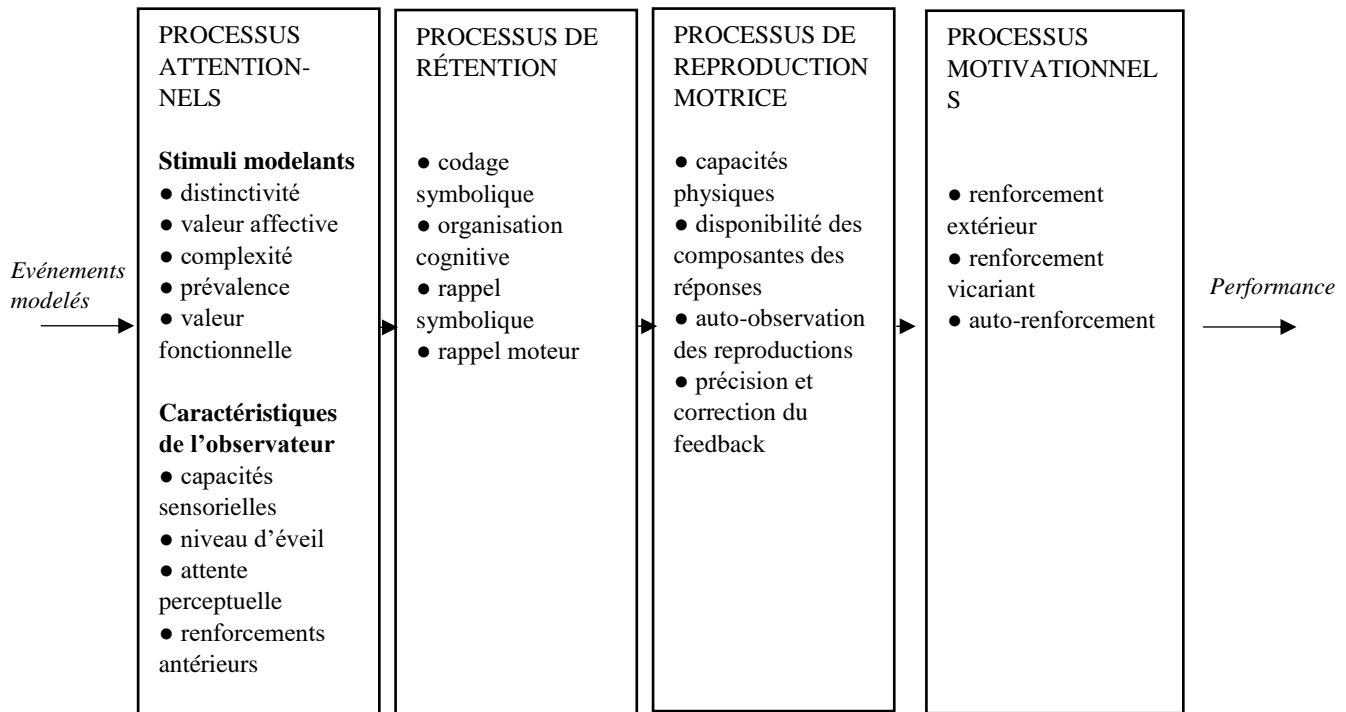 Evénements
modelés
PROCESSUS
ATTENTION-
NELS
Stimuli modelants
● distinctivité
● valeur affective
● complexité
● prévalence
● valeur
fonctionnelle
Caractéristiques
de l’observateur
● capacités
sensorielles
● niveau d’éveil
● attente
perceptuelle
● renforcements
antérieurs
PROCESSUS DE
RÉTENTION
● codage
symbolique
● organisation
cognitive
● rappel
symbolique
● rappel moteur
PROCESSUS DE
REPRODUCTION
MOTRICE
● capacités
physiques
● disponibilité des
composantes des
réponses
● auto-observation
des reproductions
● précision et
correction du
feedback
PROCESSUS
MOTIVATIONNEL
S
● renforcement
extérieur
● renforcement
vicariant
● auto-renforcement
Performance